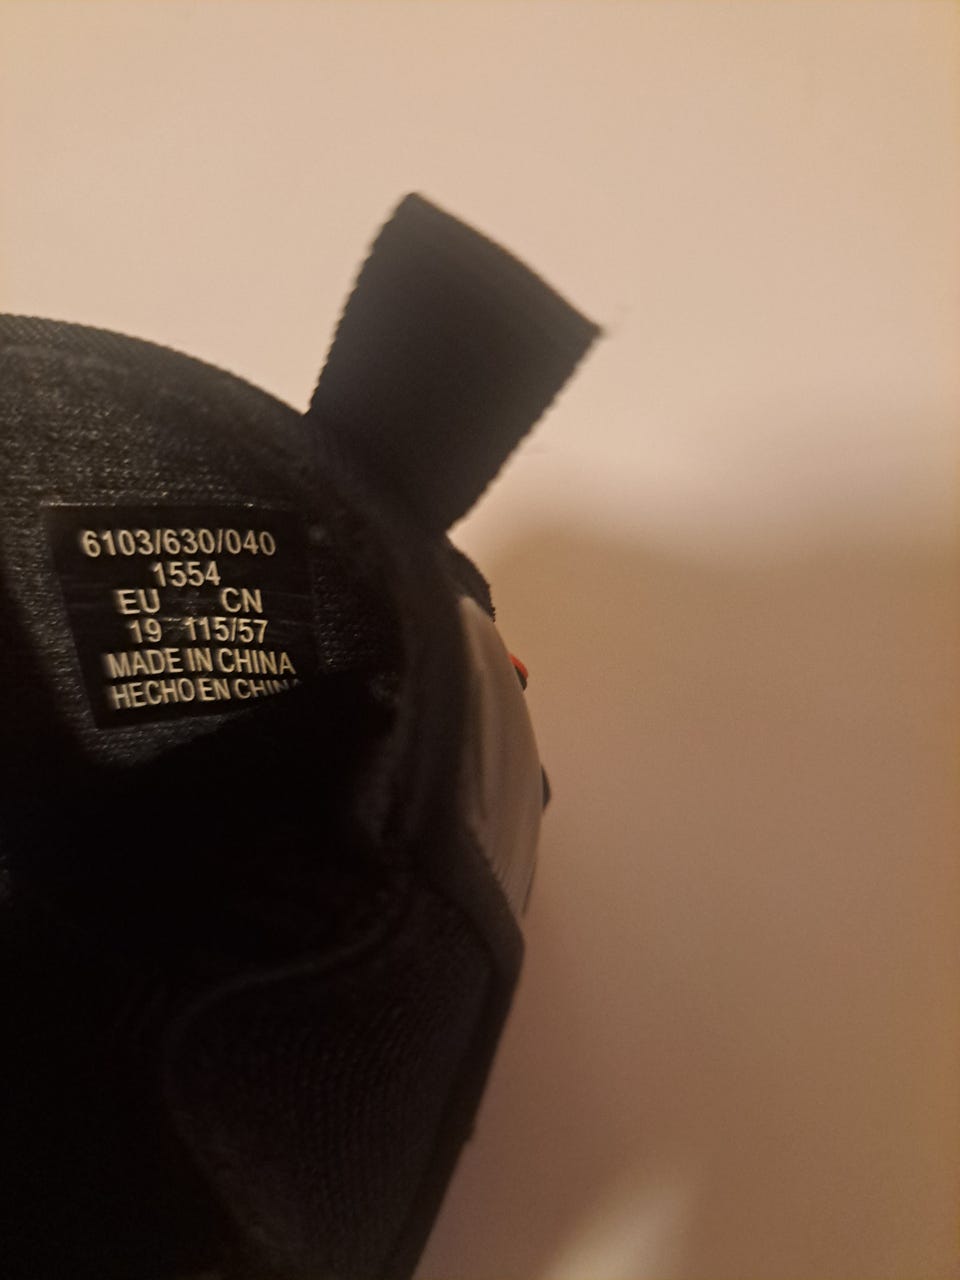 6103/630/040
1554
EU CN
19 115/57
MADE IN CHINA
HECHO EN CHINA